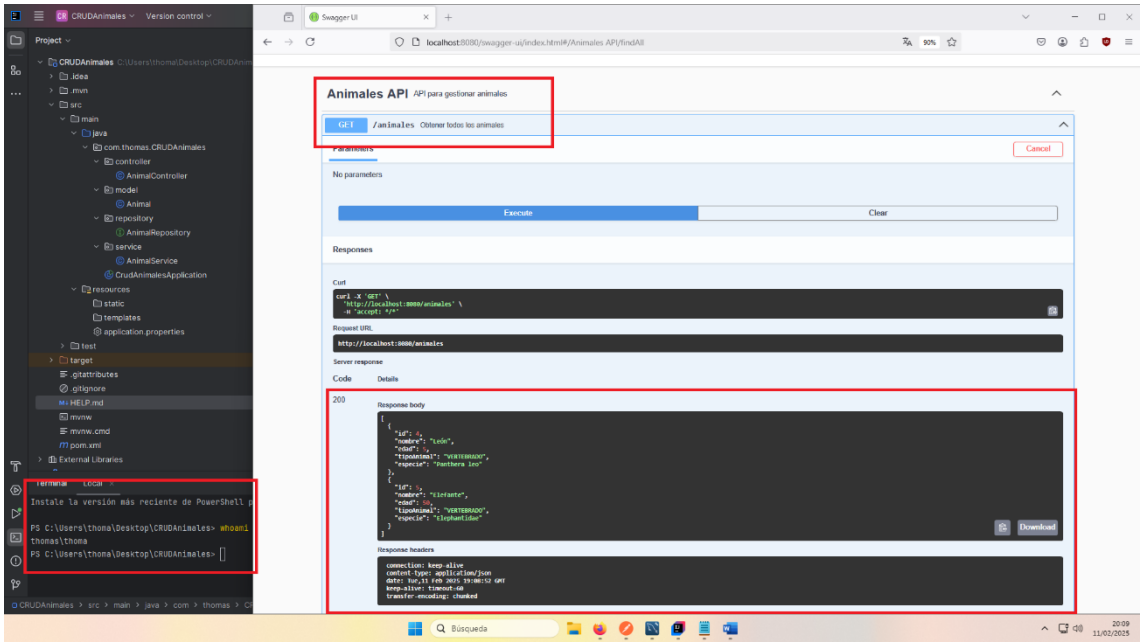 CR CRUDAnimales Version control
Project
CRUDAnimales C:\Users\thoma\Desktop\CRUDAnim
.idea
.mvn
src
main
java
com.thomas.CRUDAnimales
controller
AnimalController
model
Animal
repository
AnimalRepository
service
AnimalService
CrudAnimalesApplication
resources
static
templates
application.properties
test
target
.gitattributes
.gitignore
HELP.md
mvnw
mvnw.cmd
pom.xml
External Libraries
Terminal Local
Instale la versión más reciente de PowerShell p
PS C:\Users\thoma\Desktop\CRUDAnimales> whoami
thomas\thoma
PS C:\Users\thoma\Desktop\CRUDAnimales>
CRUDAnimales > src > main > java > com > thomas > CR
Swagger UI
localhost:8080/swagger-ui/index.html#/Animales API/findAll
90%
Animales API API para gestionar animales
GET /animales Obtener todos los animales
Parameters
Cancel
No parameters
Execute
Clear
Responses
Curl
curl -X 'GET' \
'http://localhost:8080/animales' \
-H 'accept: */*'
Request URL
http://localhost:8080/animales
Server response
Code Details
200
Response body
[
{
"id": 4,
"nombre": "León",
"edad": 5,
"tipoAnimal": "VERTEBRADO",
"especie": "Panthera leo"
},
{
"id": 5,
"nombre": "Elefante",
"edad": 50,
"tipoAnimal": "VERTEBRADO",
"especie": "Elephantidae"
}
]
Download
Response headers
connection: keep-alive
content-type: application/json
date: Tue,11 Feb 2025 19:08:52 GMT
keep-alive: timeout=60
transfer-encoding: chunked
Búsqueda
20:09
11/02/2025